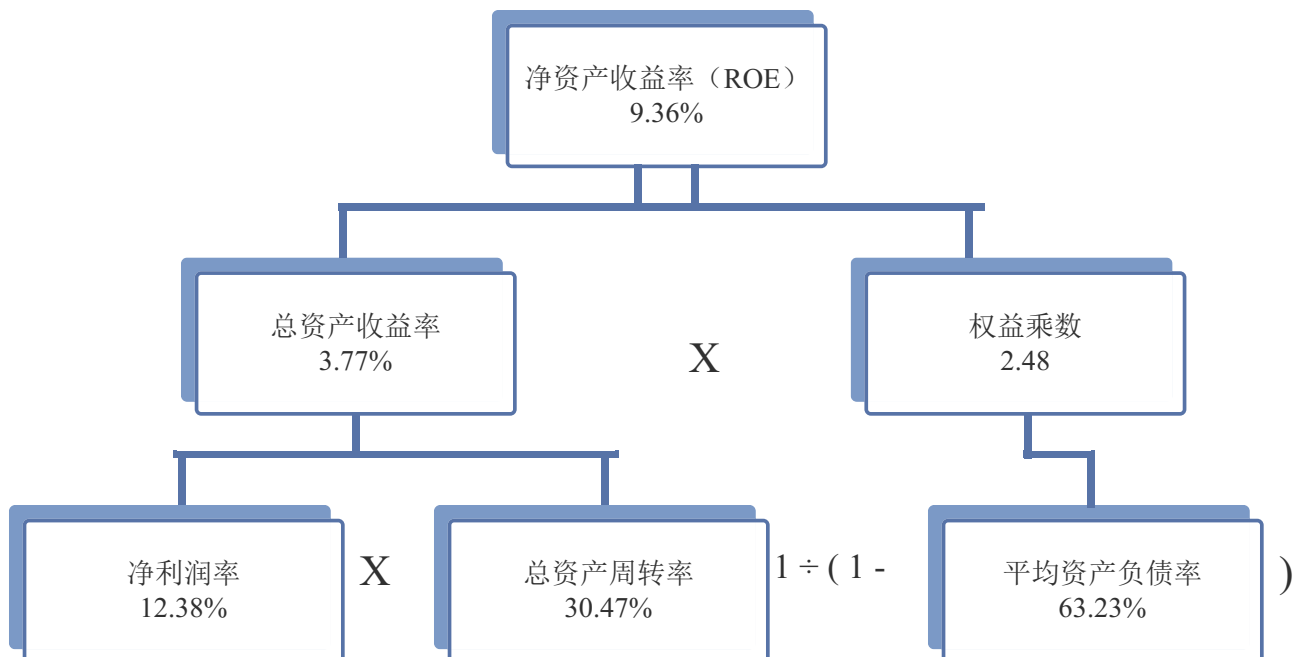 净资产收益率（ROE）
9.36%
总资产收益率
3.77%
X
权益乘数
2.48
净利润率
12.38%
X
总资产周转率
30.47%
1 ÷ ( 1 -
平均资产负债率
63.23%
)